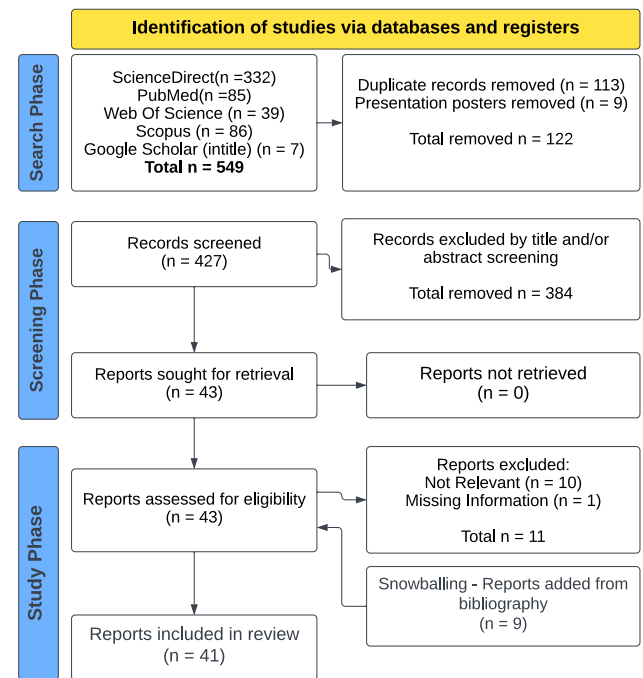 Identification of studies via databases and registers
Search Phase
ScienceDirect(n =332)
PubMed(n =85)
Web Of Science (n = 39)
Scopus (n = 86)
Google Scholar (intitle) (n = 7)
Total n = 549
Duplicate records removed (n = 113)
Presentation posters removed (n = 9)
Total removed n = 122
Screening Phase
Records screened
(n = 427)
Records excluded by title and/or
abstract screening
Total removed n = 384
Reports sought for retrieval
(n = 43)
Reports not retrieved
(n = 0)
Study Phase
Reports assessed for eligibility
(n = 43)
Reports excluded:
Not Relevant (n = 10)
Missing Information (n = 1)
Total n = 11
Snowballing - Reports added from
bibliography
(n = 9)
Reports included in review
(n = 41)